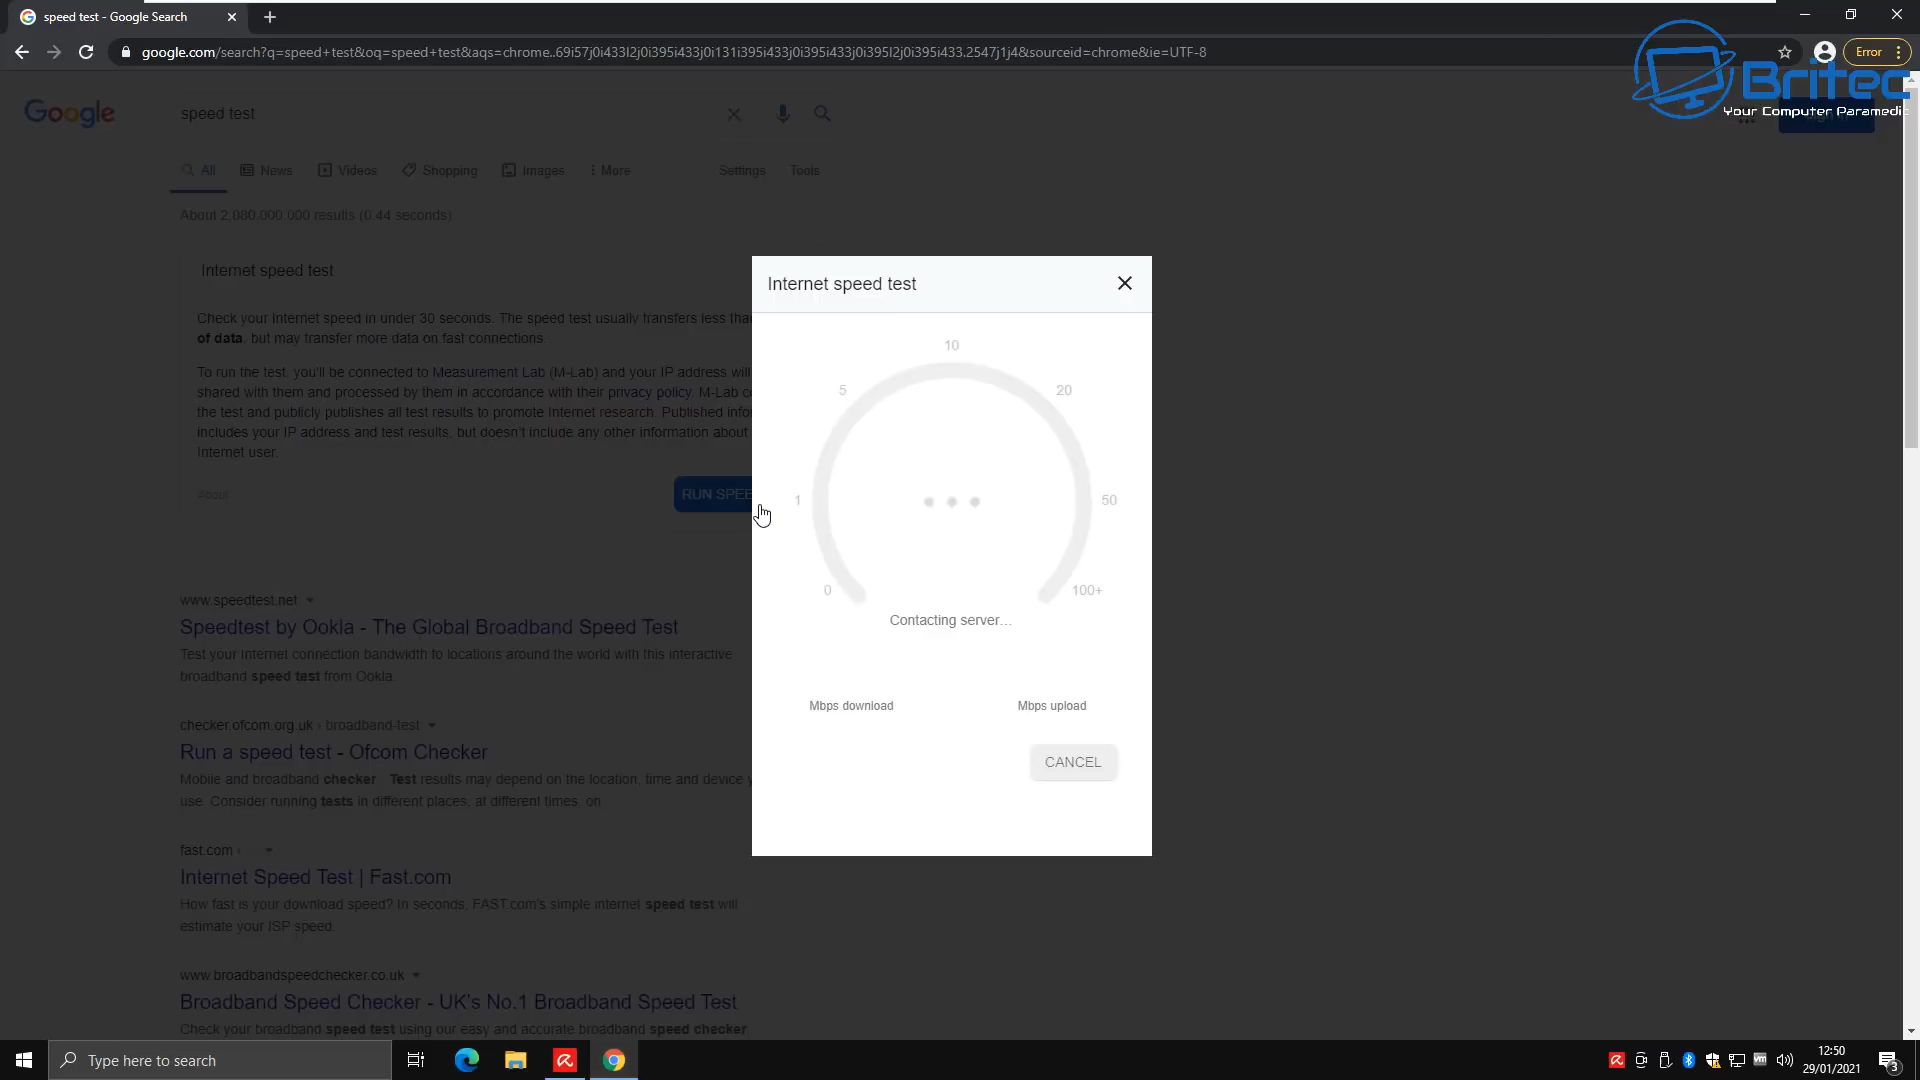 speed test - Google Search
google.com/search?q=speed+test&oq=speed+test&aqs=chrome..69i57j0i433l2j0i395i433j0i131i395i433j0i395i433j0i395l2j0i395i433.2547j1j4&sourceid=chrome&ie=UTF-8
Error
Britec
Your Computer Paramedic
Google
speed test
All
News
Videos
Shopping
Images
More
Settings
Tools
About 2,080,000,000 results (0.44 seconds)
Internet speed test
Check your Internet speed in under 30 seconds. The speed test usually transfers less than
of data, but may transfer more data on fast connections.
To run the test, you'll be connected to Measurement Lab (M-Lab) and your IP address will
shared with them and processed by them in accordance with their privacy policy. M-Lab
the test and publicly publishes all test results to promote Internet research. Published
includes your IP address and test results, but doesn't include any other information about
Internet user.
About
RUN
Internet speed test
10
5
20
1
50
0
100+
Contacting server...
Mbps download
Mbps upload
CANCEL
www.speedtest.net
Speedtest by Ookla - The Global Broadband Speed Test
Test your Internet connection bandwidth to locations around the world with this interactive
broadband speed test from Ookla.
checker.ofcom.org.uk › broadband-test
Run a speed test - Ofcom Checker
Mobile and broadband checker. Test results may depend on the location, time and device
use. Consider running tests in different places, at different times, on
fast.com
Internet Speed Test | Fast.com
How fast is your download speed? In seconds, FAST.com's simple internet speed test will
estimate your ISP speed.
www.broadbandspeedchecker.co.uk
Broadband Speed Checker - UK's No.1 Broadband Speed Test
Check your broadband speed test using our easy and accurate broadband speed checker,
Type here to search
12:50
29/01/2021
3